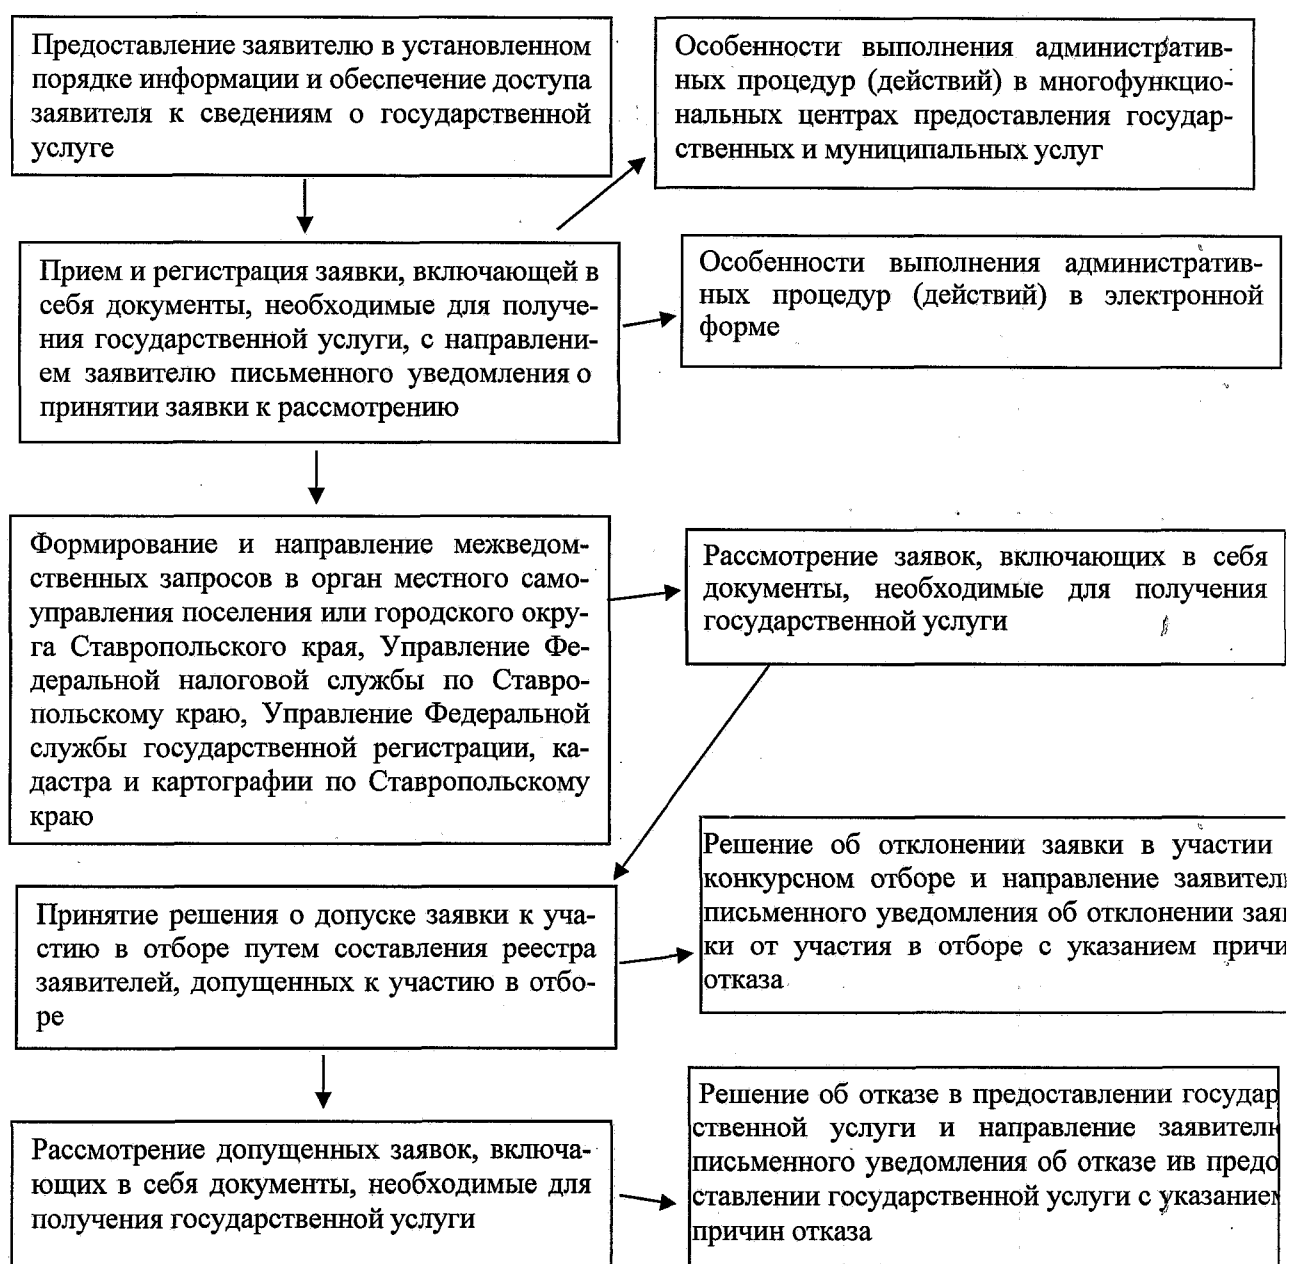 Предоставление заявителю в установленном
порядке информации и обеспечение доступа
заявителя к сведениям о государственной
услуге
Особенности выполнения административ-
ных процедур (действий) в многофункцио-
нальных центрах предоставления государ-
ственных и муниципальных услуг
Прием и регистрация заявки, включающей в
себя документы, необходимые для получе-
ния государственной услуги, с направлени-
ем заявителю письменного уведомления о
принятии заявки к рассмотрению
Особенности выполнения административ-
ных процедур (действий) в электронной
форме
Формирование и направление межведом-
ственных запросов в орган местного само-
управления поселения или городского окру-
га Ставропольского края, Управление Фе-
деральной налоговой службы по Ставро-
польскому краю, Управление Федеральной
службы государственной регистрации, ка-
дастра и картографии по Ставропольскому
краю
Рассмотрение заявок, включающих в себя
документы, необходимые для получения
государственной услуги
Принятие решения о допуске заявки к уча-
стию в отборе путем составления реестра
заявителей, допущенных к участию в отбо-
ре
Решение об отклонении заявки в участии
конкурсном отборе и направление
письменного уведомления об отклонении
ки от участия в отборе с указанием
отказа
Рассмотрение допущенных заявок, включа-
ющих в себя документы, необходимые для
получения государственной услуги
Решение об отказе в предоставлении государ
ственной услуги и направление
письменного уведомления об отказе ив предо
ставлении государственной услуги с указанием
причин отказа